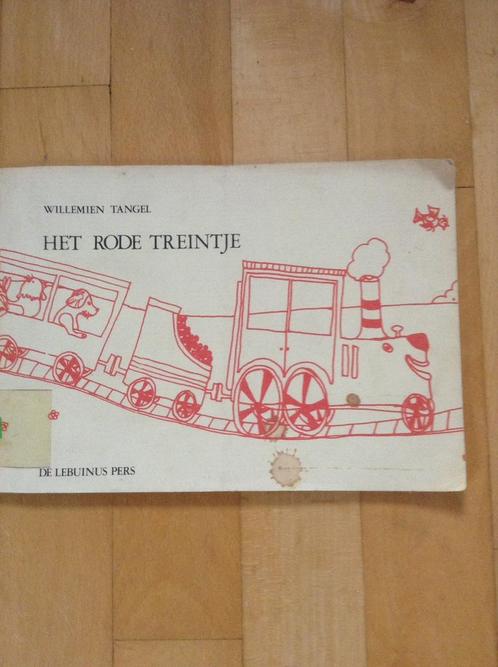 WILLEMIEN TANGEL
HET RODE TREINTJE
DE LEBUINUS PERS